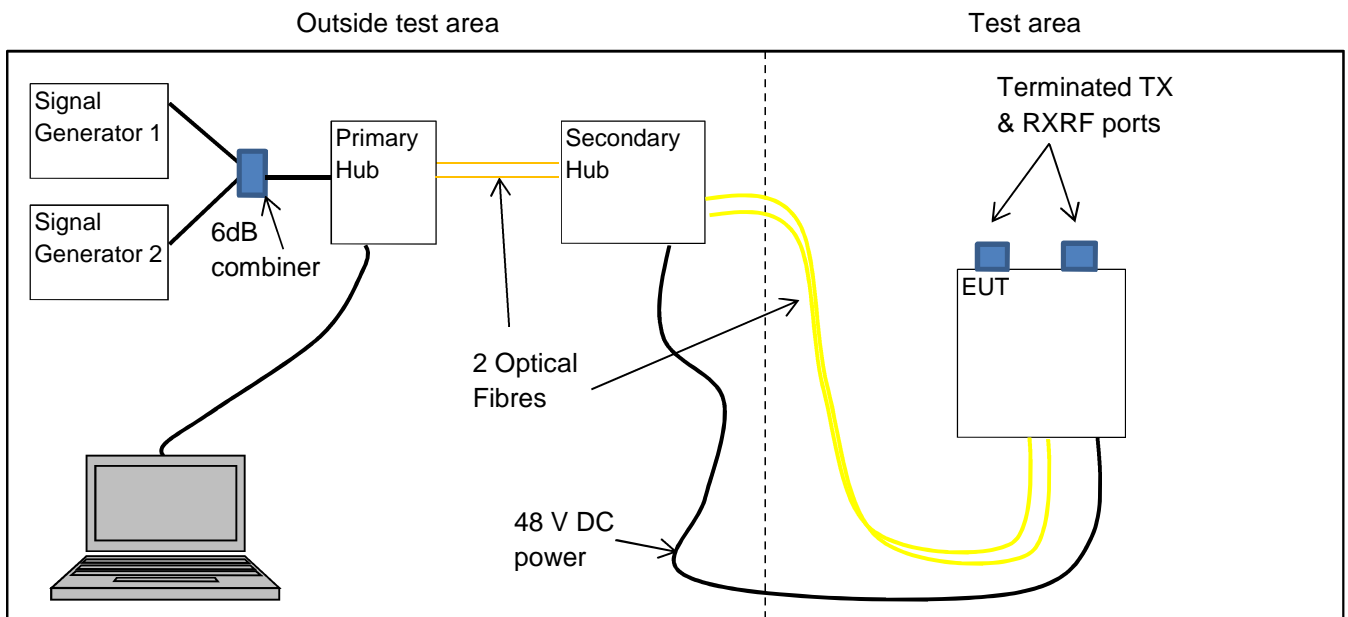 Outside test area
Test area
Signal
Generator 1
Signal
Generator 2
6dB
combiner
Primary
Hub
Secondary
Hub
2 Optical
Fibres
48 V DC
power
Terminated TX
& RXRF ports
EUT